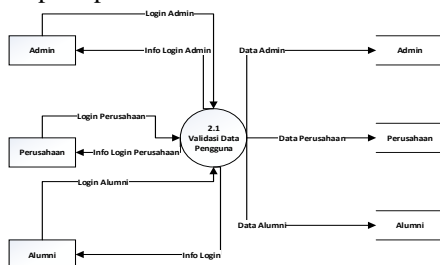 Login Admin
Admin
Info Login Admin
Data Admin
Admin
Login Perusahaan
2.1
Validasi Data
Pengguna
Perusahaan
Info Login Perusahaan
Data Perusahaan
Perusahaan
Login Alumni
Data Alumni
Alumni
Alumni
Info Login